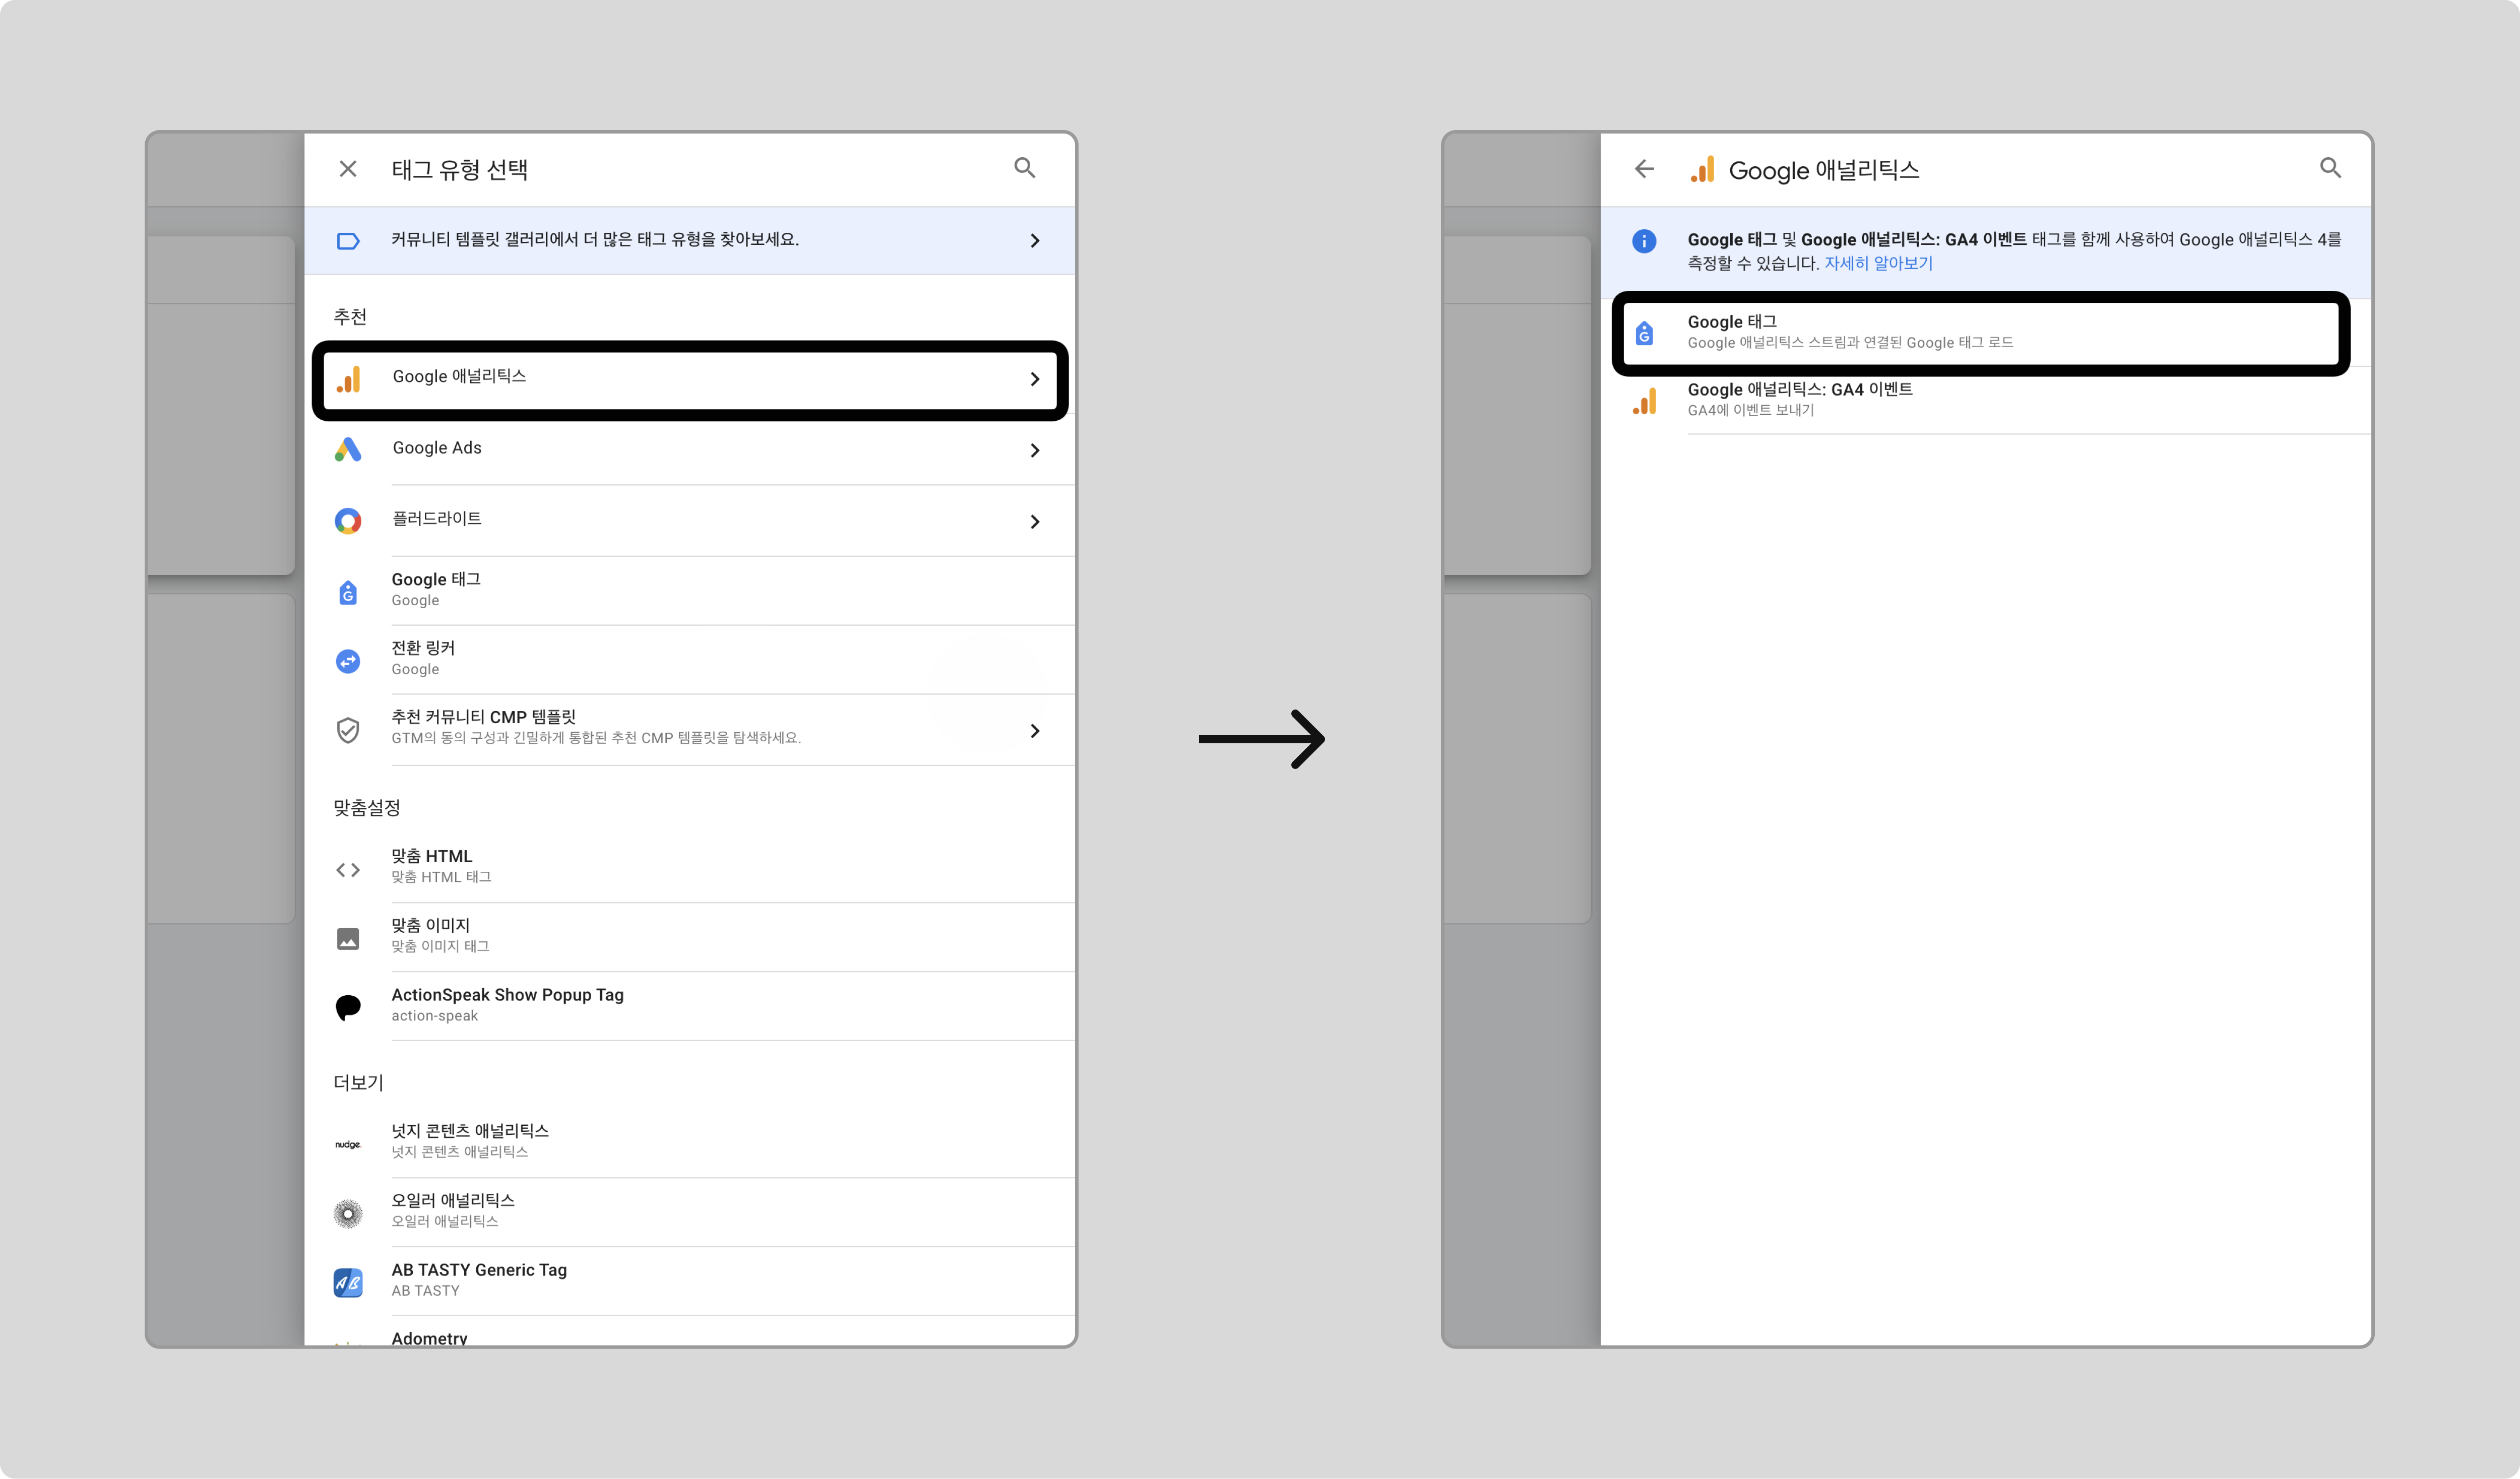 태그 유형 선택
커뮤니티 템플릿 갤러리에서 더 많은 태그 유형을 찾아보세요.
추천
Google 애널리틱스
Google Ads
플러드라이트
Google 태그
Google
전환 링커
Google
추천 커뮤니티 CMP 템플릿
GTM의 동의 구성과 긴밀하게 통합된 추천 CMP 템플릿을 탐색하세요.
맞춤설정
맞춤 HTML
맞춤 HTML 태그
맞춤 이미지
맞춤 이미지 태그
ActionSpeak Show Popup Tag
action-speak
더보기
nudge.
넛지 콘텐츠 애널리틱스
넛지 콘텐츠 애널리틱스
오일러 애널리틱스
오일러 애널리틱스
AB
AB TASTY Generic Tag
AB TASTY
Adometry
Google 애널리틱스
Google 태그 및 Google 애널리틱스: GA4 이벤트 태그를 함께 사용하여 Google 애널리틱스 4를
측정할 수 있습니다. 자세히 알아보기
Google 태그
Google 애널리틱스 스트림과 연결된 Google 태그 로드
Google 애널리틱스: GA4 이벤트
GA4에 이벤트 보내기